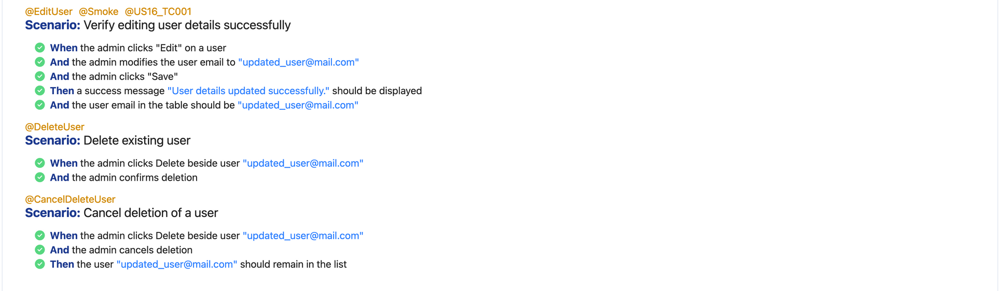 @EditUser @Smoke @US16_TC001
Scenario: Verify editing user details successfully
When the admin clicks "Edit" on a user
And the admin modifies the user email to "updated_user@mail.com"
And the admin clicks "Save"
Then a success message "User details updated successfully." should be displayed
And the user email in the table should be "updated_user@mail.com"
@DeleteUser
Scenario: Delete existing user
When the admin clicks Delete beside user "updated_user@mail.com"
And the admin confirms deletion
@CancelDeleteUser
Scenario: Cancel deletion of a user
When the admin clicks Delete beside user "updated_user@mail.com"
And the admin cancels deletion
Then the user "updated_user@mail.com" should remain in the list